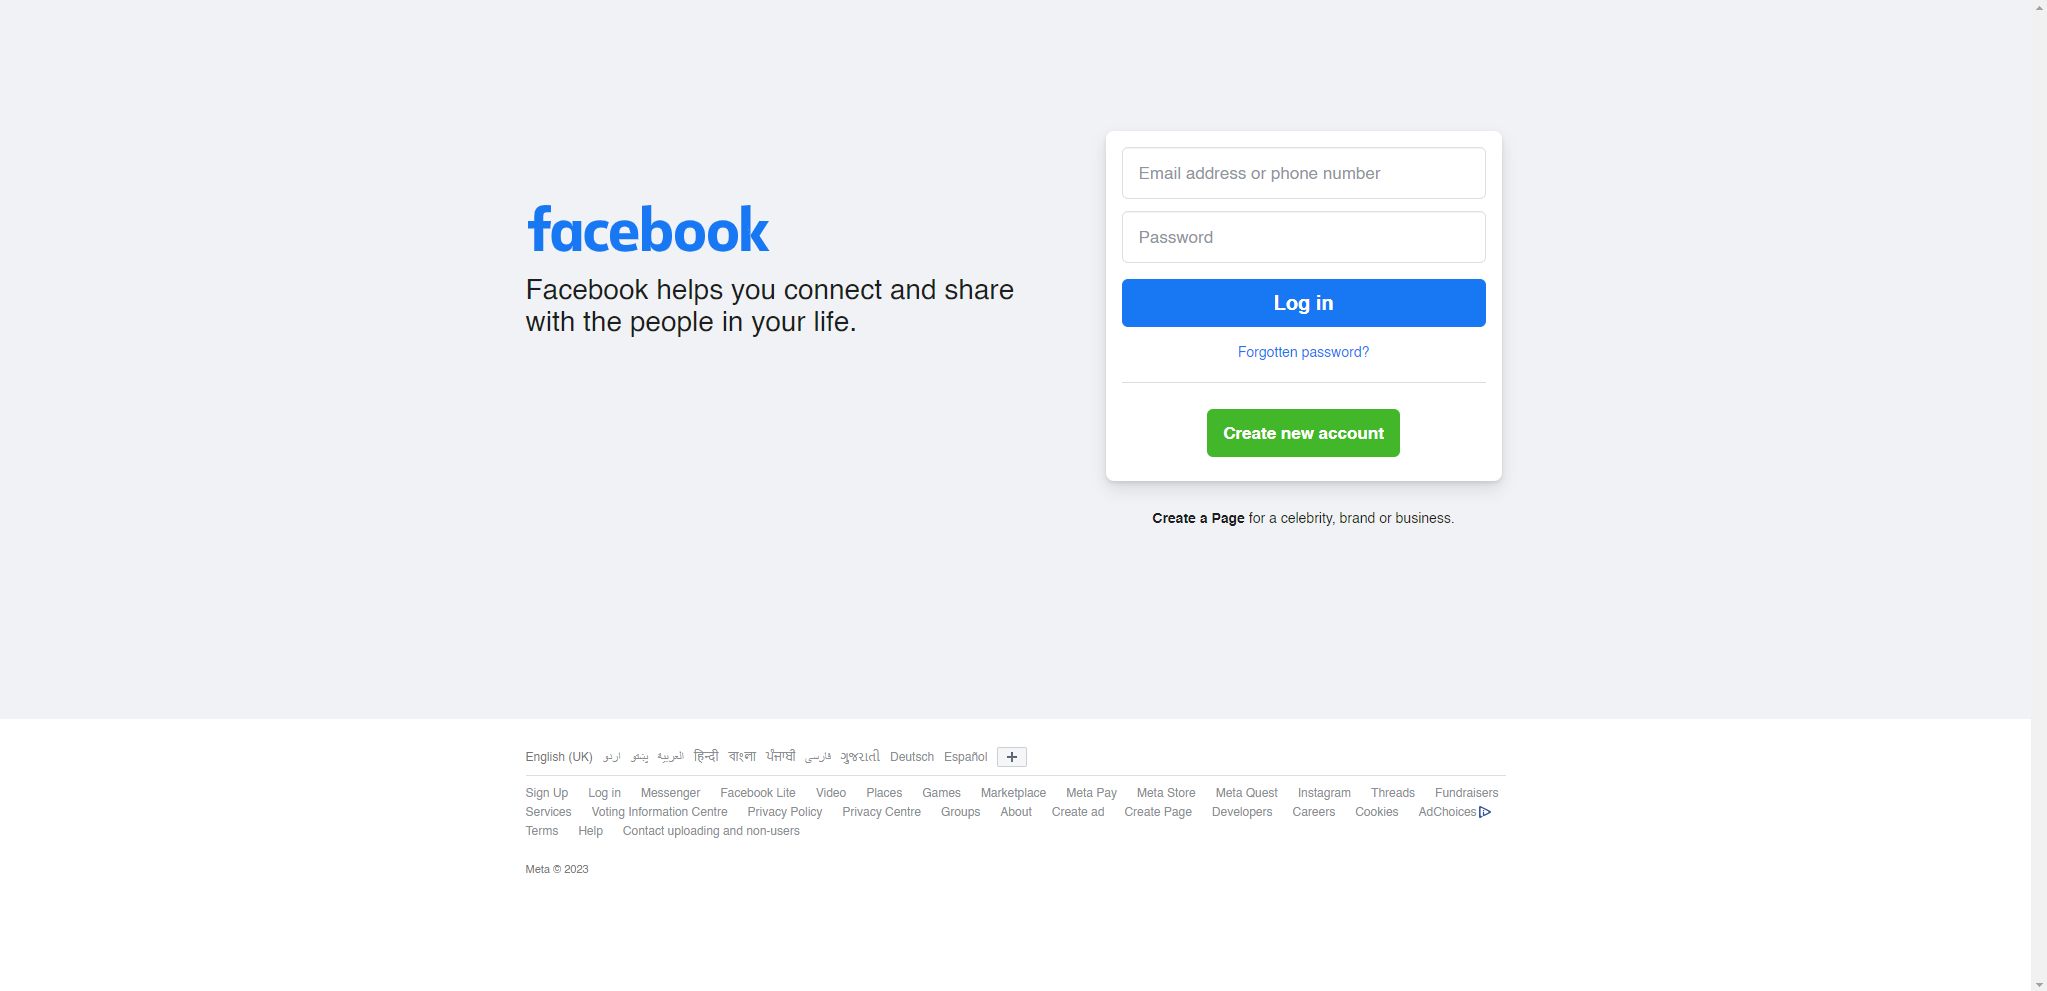 facebook
Facebook helps you connect and share
with the people in your life.
Email address or phone number
Password
Log in
Forgotten password?
Create new account
Create a Page for a celebrity, brand or business.
English (UK) اردو پښتو العربية हिन्दी বাংলা ਪੰਜਾਬੀ فارسی ગુજરાતી Deutsch Español +
Sign Up Log in Messenger Facebook Lite Video Places Games Marketplace Meta Pay Meta Store Meta Quest Instagram Threads Fundraisers
Services Voting Information Centre Privacy Policy Privacy Centre Groups About Create ad Create Page Developers Careers Cookies AdChoices
Terms Help Contact uploading and non-users
Meta © 2023